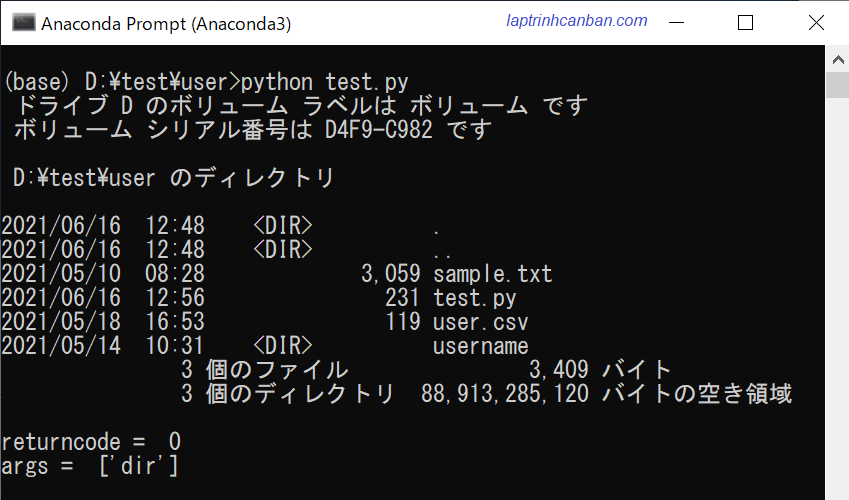 Anaconda Prompt (Anaconda3)
laptrinhcanban.com
(base) D:¥test¥user>python test.py
ドライブ D のボリューム ラベルは ボリューム です
ボリューム シリアル番号は D4F9-C982 です
D:¥test¥user のディレクトリ
2021/06/16  12:48    <DIR>          .
2021/06/16  12:48    <DIR>          ..
2021/05/10  08:28             3,059 sample.txt
2021/06/16  12:56               231 test.py
2021/05/18  16:53               119 user.csv
2021/05/14  10:31    <DIR>          username
3 個のファイル               3,409 バイト
3 個のディレクトリ  88,913,285,120 バイトの空き領域
returncode =  0
args =  ['dir']